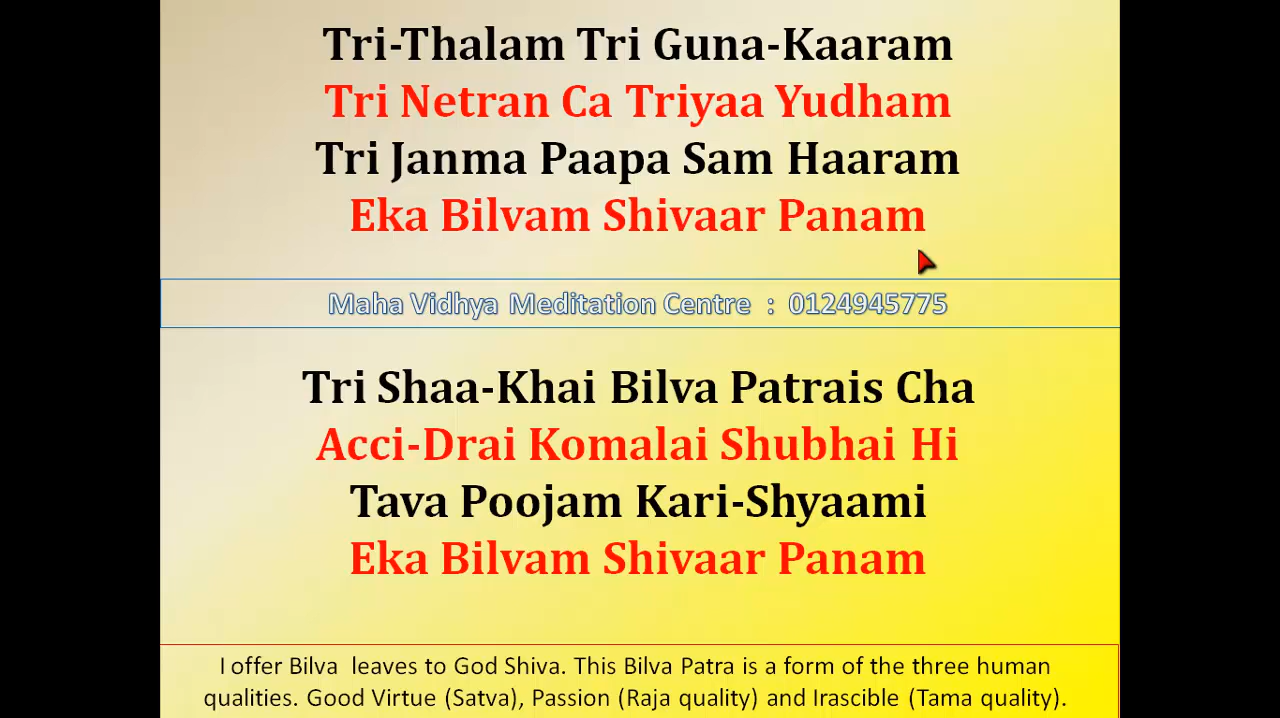 Tri-Thalam Tri Guna-Kaaram
Tri Netran Ca Triyaa Yudham
Tri Janma Paapa Sam Haaram
Eka Bilvam Shivaar Panam
Maha Vidhya Meditation Centre : 0124945775
Tri Shaa-Khai Bilva Patrais Cha
Acci-Drai Komalai Shubhai Hi
Tava Poojam Kari-Shyaami
Eka Bilvam Shivaar Panam
I offer Bilva leaves to God Shiva. This Bilva Patra is a form of the three human
qualities. Good Virtue (Satva), Passion (Raja quality) and Irascible (Tama quality).